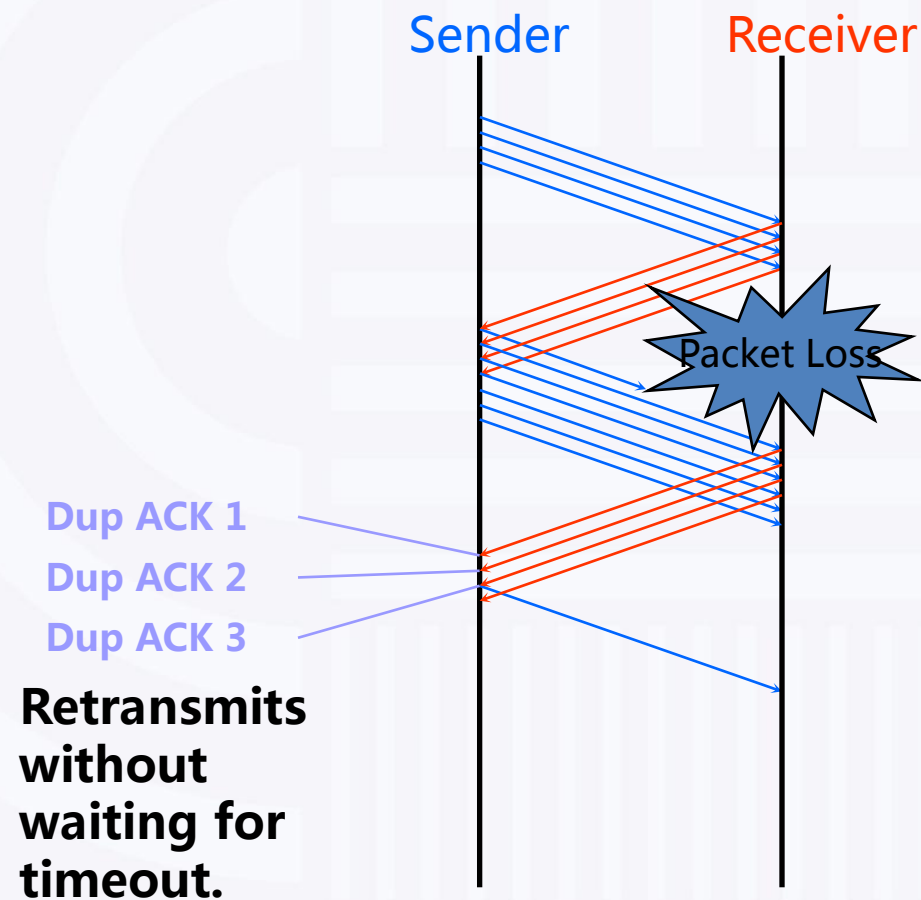 Sender
Receiver
Packet Loss
Dup ACK 1
Dup ACK 2
Dup ACK 3
Retransmits
without
waiting for
timeout.